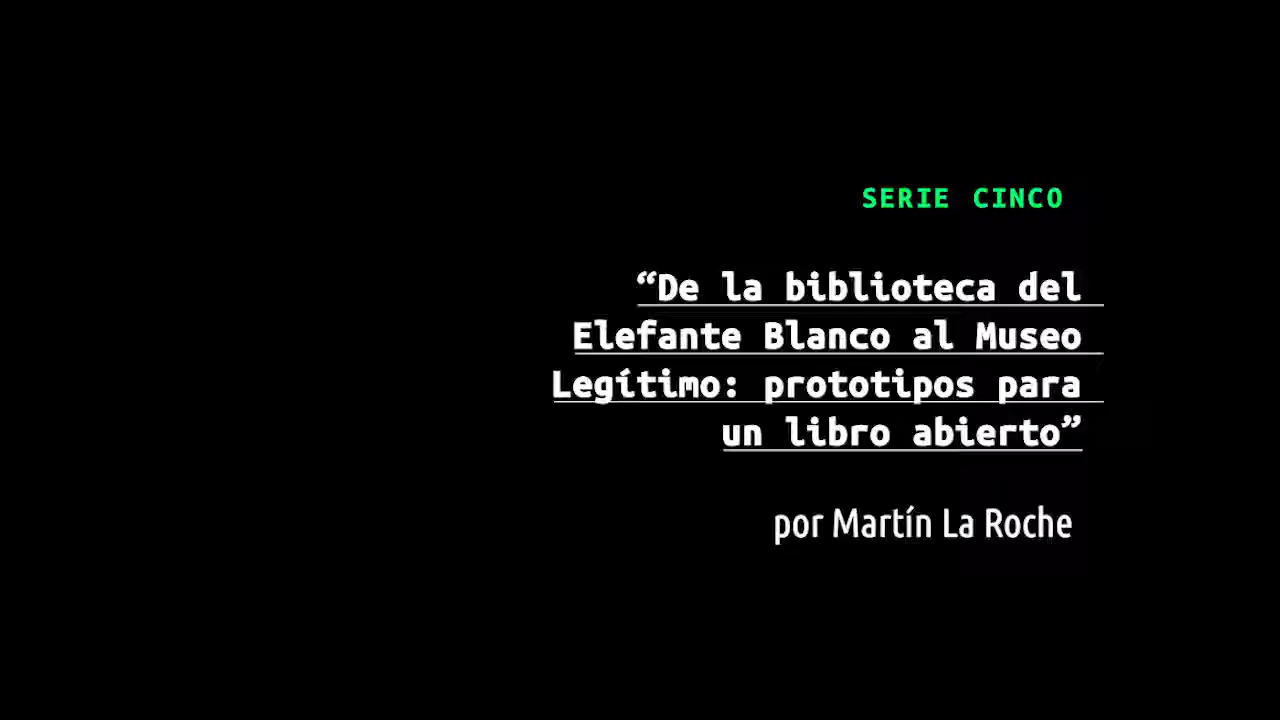 SERIE CINCO
“De la biblioteca del
Elefante Blanco al Museo
Legítimo: prototipos para
un libro abierto”
por Martín La Roche